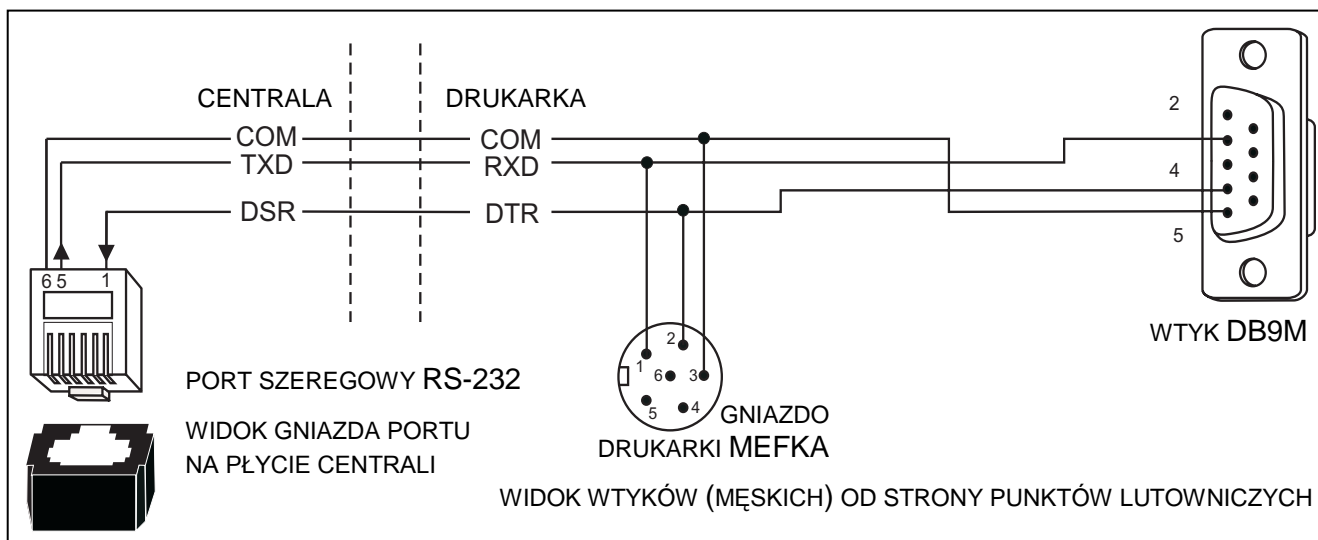 CENTRALA DRUKARKA
COM COM
TXD RXD
DSR DTR
2
4
5
6 5 1
WTYK DB9M
2
1
6 3
5 4
PORT SZEREGOWY RS-232
GNIAZDO
DRUKARKI MEFKA
WIDOK GNIAZDA PORTU
NA PŁYCIE CENTRALI
WIDOK WTYKÓW (MĘSKICH) OD STRONY PUNKTÓW LUTOWNICZYCH